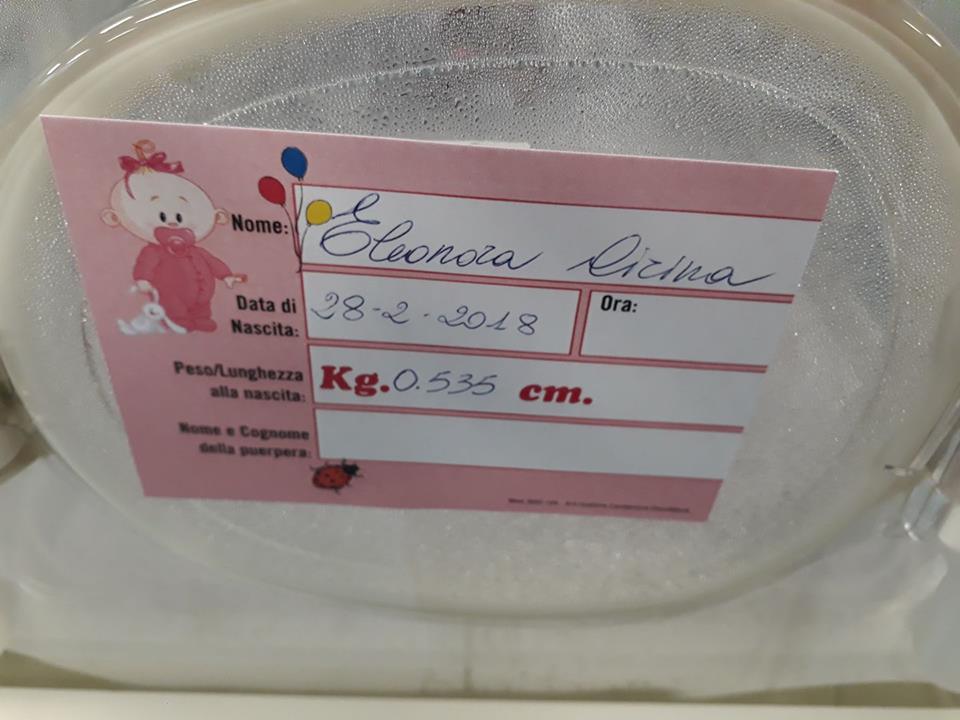 Nome: Eleonora
Data di Nascita: 28-2-2018
Ora:
Peso/Lunghezza alla nascita: Kg. 0.535 cm.
Nome e Cognome della puerpera: